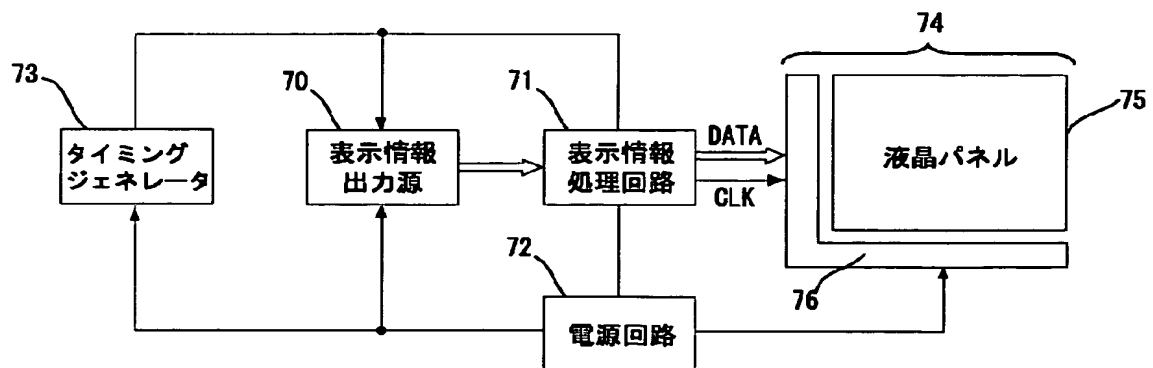 74
73
70
71
75
タイミング
ジェネレータ
表示情報
出力源
表示情報
処理回路
DATA
CLK
液晶パネル
72
76
電源回路